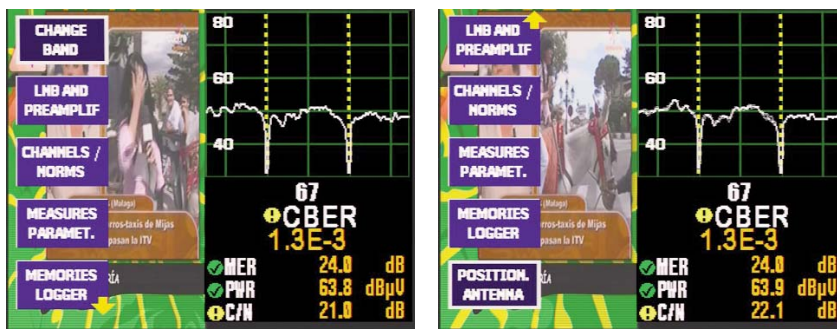 CHANGE
BAND
LNB AND
PREAMPLIF
CHANNELS /
NORMS
MEASURES
PARAMET.
MEMORIES
LOGGER
(Malaga)
rros-taxis de Mijas
pasan la ITV
RÍA
80
60
40
67
CBER
1.3E-3
MER 24.0 dB
PWR 63.8 dBµV
C/N 21.0 dB
LNB AND
PREAMPLIF
CHANNELS /
NORMS
MEASURES
PARAMET.
MEMORIES
LOGGER
POSITION.
ANTENNA
(Malaga)
rros-taxis de Mijas
pasan la ITV
ÍA
80
60
40
67
CBER
1.3E-3
MER 24.0 dB
PWR 63.9 dBµV
C/N 22.1 dB